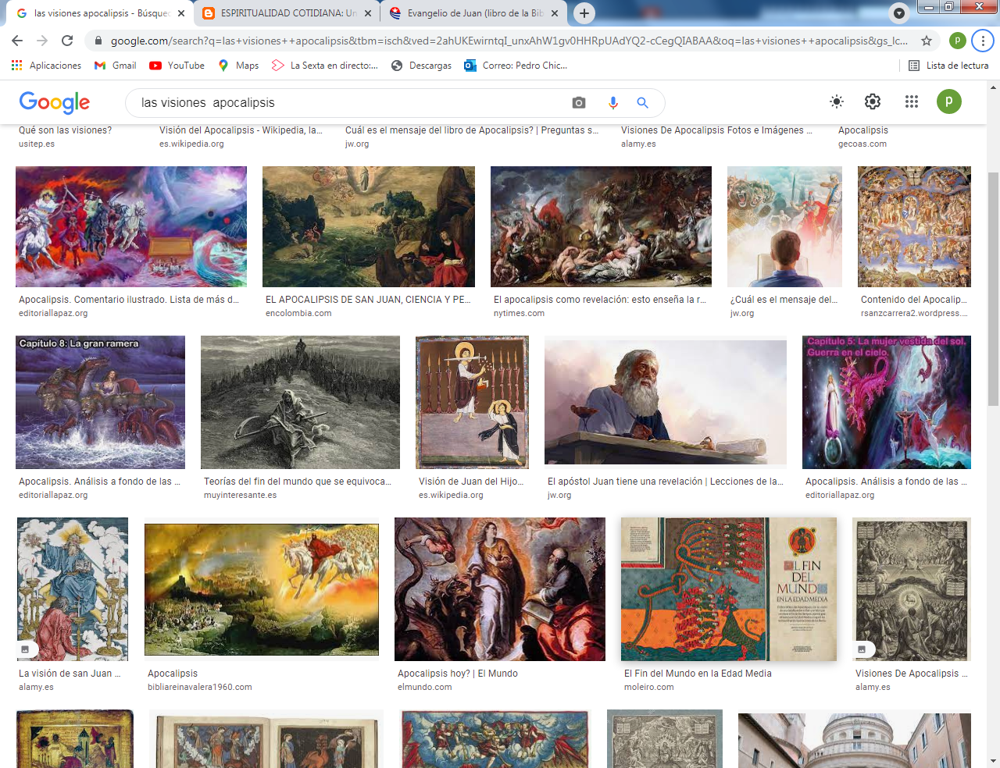 las visiones apocalipsis - Búsqued
ESPIRITUALIDAD COTIDIANA: Un
Evangelio de Juan (libro de la Bib
google.com/search?q=las+visiones++apocalipsis&tbm=isch&ved=2ahUKEwirntqI_unxAhW1gv0HHRpUAdYQ2-cCegQIABAA&oq=las+visiones++apocalipsis&gs_lc...
p
Aplicaciones
Gmail
YouTube
Maps
La Sexta en directo:...
Descargas
Correo: Pedro Chic...
Lista de lectura
Google
las visiones  apocalipsis
p
Qué son las visiones?
usitep.es
Visión del Apocalipsis - Wikipedia, la...
es.wikipedia.org
Cuál es el mensaje del libro de Apocalipsis? | Preguntas s...
jw.org
Visiones De Apocalipsis Fotos e Imágenes ...
alamy.es
Apocalipsis
gecoas.com
Apocalipsis. Comentario ilustrado. Lista de más d...
editoriallapaz.org
EL APOCALIPSIS DE SAN JUAN, CIENCIA Y PE...
encolombia.com
El apocalipsis como revelación: esto enseña la r...
nytimes.com
¿Cuál es el mensaje del...
jw.org
Contenido del Apocalip...
rsanzcarrera2.wordpress....
Capítulo 8: La gran ramera
Capítulo 5: La mujer vestida del sol.
Guerra en el cielo.
Apocalipsis. Análisis a fondo de las ...
editoriallapaz.org
Teorías del fin del mundo que se equivoca...
muyinteresante.es
Visión de Juan del Hijo...
es.wikipedia.org
El apóstol Juan tiene una revelación | Lecciones de la...
jw.org
Apocalipsis. Análisis a fondo de las ...
editoriallapaz.org
EL FIN
DEL
MUNDO
EN LA EDAD MEDIA
La visión de san Juan ...
alamy.es
Apocalipsis
bibliareinavalera1960.com
Apocalipsis hoy? | El Mundo
elmundo.com
El Fin del Mundo en la Edad Media
moleiro.com
Visiones De Apocalipsis ...
alamy.es